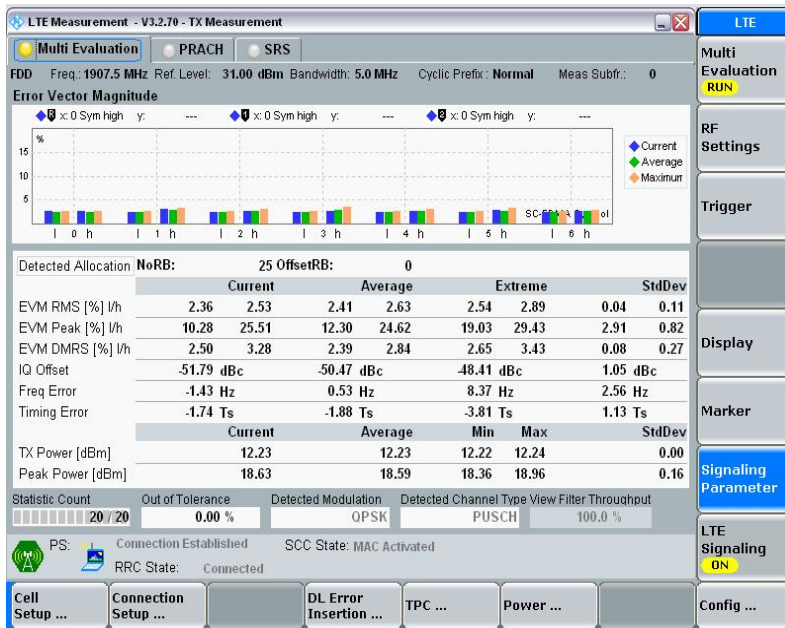 LTE Measurement - V3.2.70 - TX Measurement
LTE
Multi Evaluation PRACH SRS
Multi Evaluation RUN
FDD Freq.: 1907.5 MHz Ref. Level: 31.00 dBm Bandwidth: 5.0 MHz Cyclic Prefix : Normal Meas Subfr.: 0
Error Vector Magnitude
x: 0 Sym high y: --- x: 0 Sym high y: --- x: 0 Sym high y: ---
%
15
10
5
Current
Average
Maximum
l 0 h l 1 h l 2 h l 3 h l 4 h l 5 h l 6 h
RF Settings
Trigger
Detected Allocation NoRB: 25 OffsetRB: 0
Current Average Extreme StdDev
EVM RMS [%] l/h 2.36 2.53 2.41 2.63 2.54 2.89 0.04 0.11
EVM Peak [%] l/h 10.28 25.51 12.30 24.62 19.03 29.43 2.91 0.82
EVM DMRS [%] l/h 2.50 3.28 2.39 2.84 2.65 3.43 0.08 0.27
IQ Offset -51.79 dBc -50.47 dBc -48.41 dBc 1.05 dBc
Freq Error -1.43 Hz 0.53 Hz 8.37 Hz 2.56 Hz
Timing Error -1.74 Ts -1.88 Ts -3.81 Ts 1.13 Ts
Current Average Min Max StdDev
TX Power [dBm] 12.23 12.23 12.22 12.24 0.00
Peak Power [dBm] 18.63 18.59 18.36 18.96 0.16
Display
Marker
Signaling Parameter
Statistic Count Out of Tolerance Detected Modulation Detected Channel Type View Filter Throughput
20 / 20 0.00 % QPSK PUSCH 100.0 %
PS: Connection Established SCC State: MAC Activated
RRC State: Connected
LTE Signaling ON
Cell Setup ... Connection Setup ... DL Error Insertion ... TPC ... Power ... Config ...